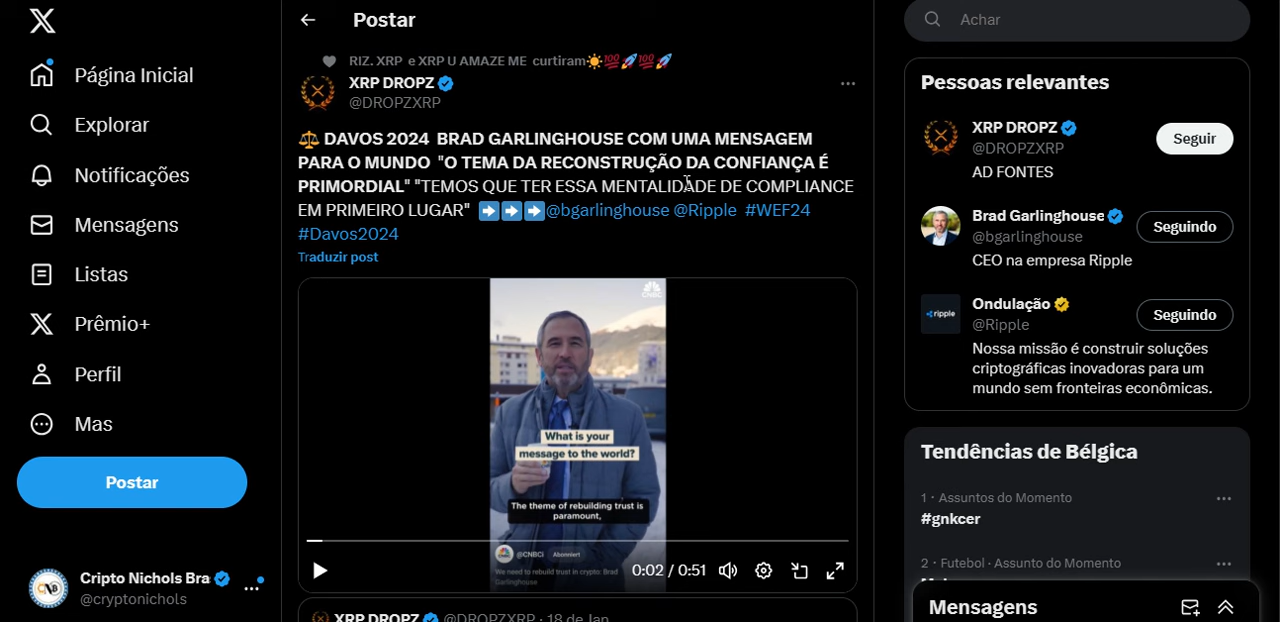 Página Inicial
Explorar
Notificações
Mensagens
Listas
Prêmio+
Perfil
Mas
Postar
Cripto Nichols Bra
@cryptonichols
Postar
RIZ. XRP e XRP U AMAZE ME curtiram☀️💯🚀💯🚀
XRP DROPZ
@DROPZXRP
⚖️ DAVOS 2024 BRAD GARLINGHOUSE COM UMA MENSAGEM
PARA O MUNDO "O TEMA DA RECONSTRUÇÃO DA CONFIANÇA É
PRIMORDIAL" "TEMOS QUE TER ESSA MENTALIDADE DE COMPLIANCE
EM PRIMEIRO LUGAR" ➡️➡️➡️@bgarlinghouse @Ripple #WEF24
#Davos2024
Traduzir post
CNBC
What is your
message to the world?
The theme of rebuilding trust is
paramount,
@CNBCi Abonniert
We need to rebuild trust in crypto: Brad
Garlinghouse
0:02 / 0:51
XRP DROPZ @DROPZXRP · 18 de Jan
Achar
Pessoas relevantes
XRP DROPZ
@DROPZXRP
Seguir
AD FONTES
Brad Garlinghouse
@bgarlinghouse
Seguindo
CEO na empresa Ripple
ripple
Ondulação
@Ripple
Seguindo
Nossa missão é construir soluções
criptográficas inovadoras para um
mundo sem fronteiras econômicas.
Tendências de Bélgica
1 · Assuntos do Momento
#gnkcer
2 · Futebol · Assunto do Momento
Mensagens